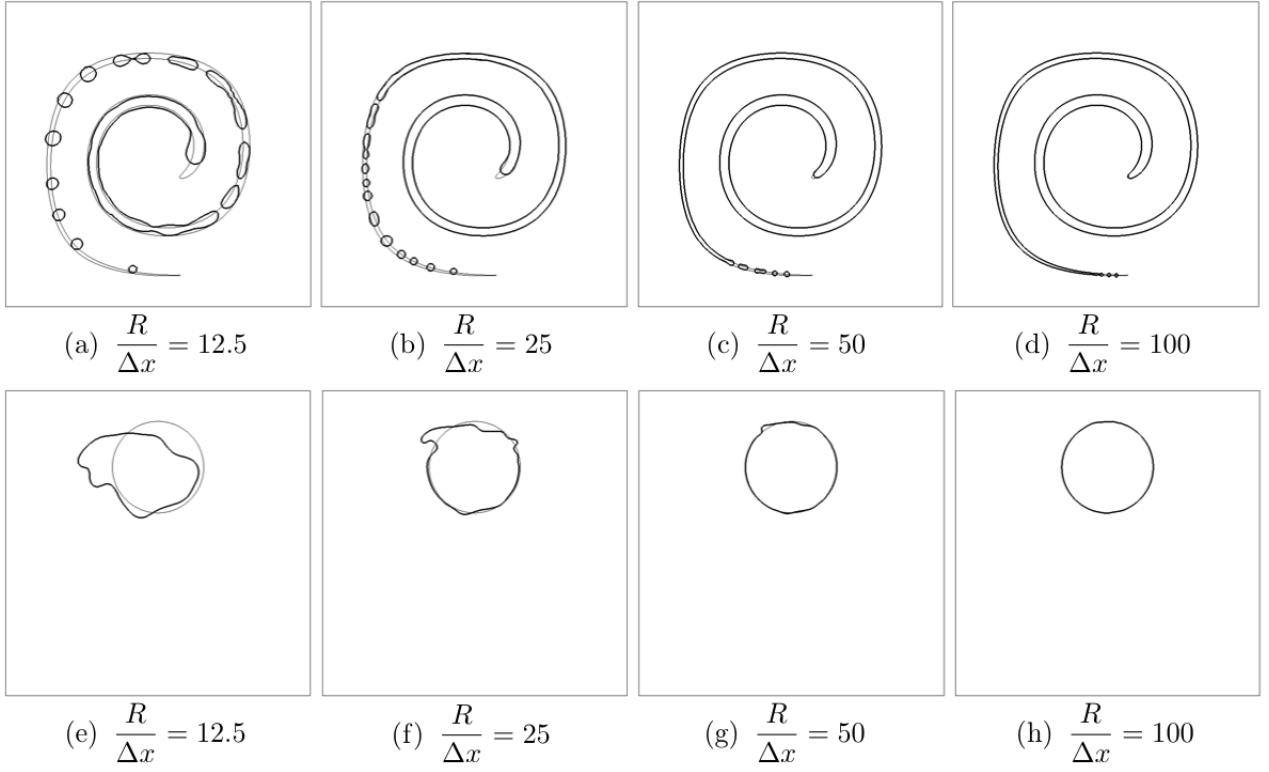 (a) R/Δx = 12.5
(b) R/Δx = 25
(c) R/Δx = 50
(d) R/Δx = 100
(e) R/Δx = 12.5
(f) R/Δx = 25
(g) R/Δx = 50
(h) R/Δx = 100